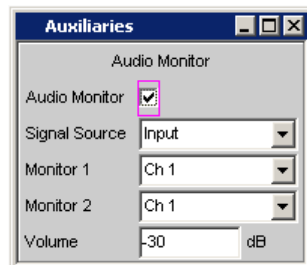 Auxiliaries
Audio Monitor
Audio Monitor
Signal Source Input
Monitor 1 Ch 1
Monitor 2 Ch 1
Volume -30 dB